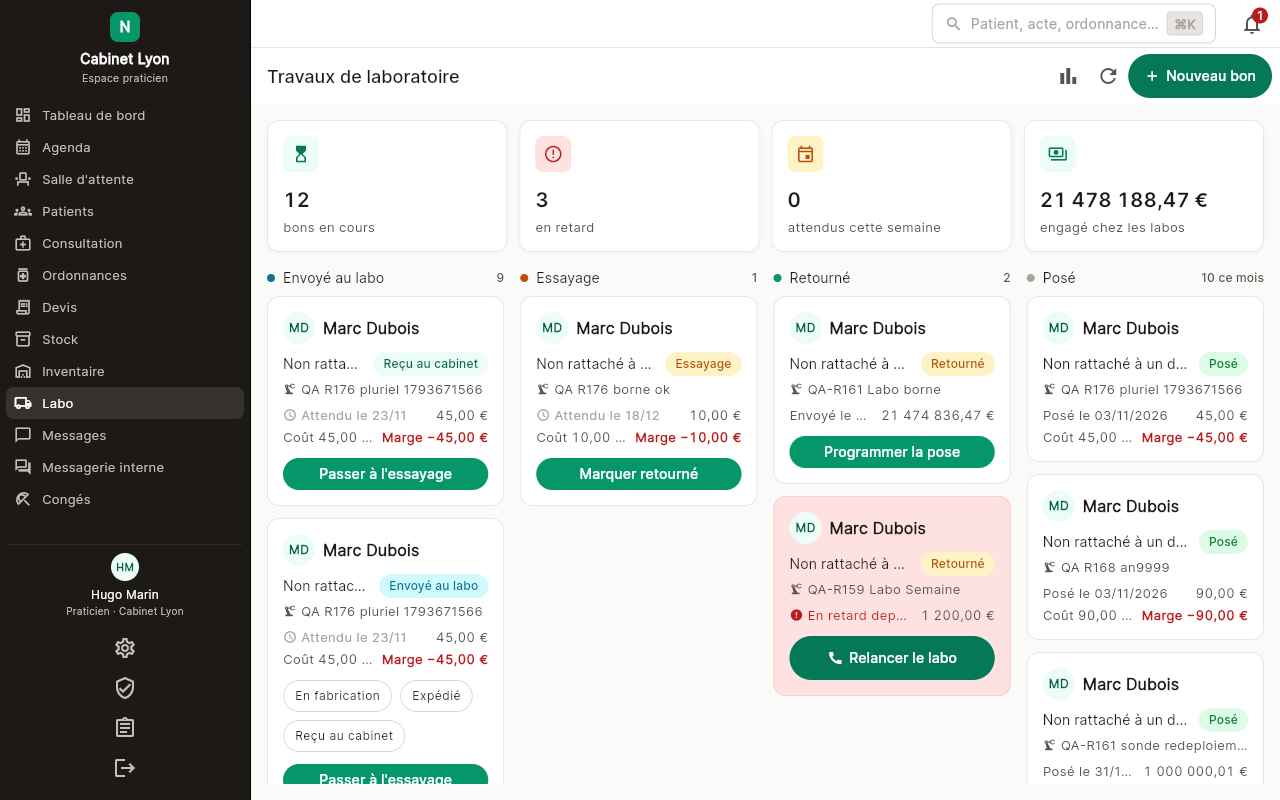 N
Cabinet Lyon
Espace praticien
Tableau de bord
Agenda
Salle d'attente
Patients
Consultation
Ordonnances
Devis
Stock
Inventaire
Labo
Messages
Messagerie interne
Congés
HM
Hugo Marin
Praticien · Cabinet Lyon
Patient, acte, ordonnance... ⌘K
1
Travaux de laboratoire
+ Nouveau bon
12
bons en cours
3
en retard
0
attendus cette semaine
21 478 188,47 €
engagé chez les labos
Envoyé au labo 9
MD Marc Dubois
Non ratta... Reçu au cabinet
QA R176 pluriel 1793671566
Attendu le 23/11 45,00 €
Coût 45,00 ... Marge −45,00 €
Passer à l'essayage
MD Marc Dubois
Non rattac... Envoyé au labo
QA R176 pluriel 1793671566
Attendu le 23/11 45,00 €
Coût 45,00 ... Marge −45,00 €
En fabrication Expédié
Reçu au cabinet
Passer à l'essayage
Essayage 1
MD Marc Dubois
Non rattaché à ... Essayage
QA R176 borne ok
Attendu le 18/12 10,00 €
Coût 10,00 ... Marge −10,00 €
Marquer retourné
Retourné 2
MD Marc Dubois
Non rattaché à ... Retourné
QA-R161 Labo borne
Envoyé le ... 21 474 836,47 €
Programmer la pose
MD Marc Dubois
Non rattaché à ... Retourné
QA-R159 Labo Semaine
En retard dep... 1 200,00 €
Relancer le labo
Posé 10 ce mois
MD Marc Dubois
Non rattaché à un d... Posé
QA R176 pluriel 1793671566
Posé le 03/11/2026 45,00 €
Coût 45,00 ... Marge −45,00 €
MD Marc Dubois
Non rattaché à un d... Posé
QA R168 an9999
Posé le 03/11/2026 90,00 €
Coût 90,00 ... Marge −90,00 €
MD Marc Dubois
Non rattaché à un d... Posé
QA-R161 sonde redeploiem...
Posé le 31/1... 1 000 000,01 €